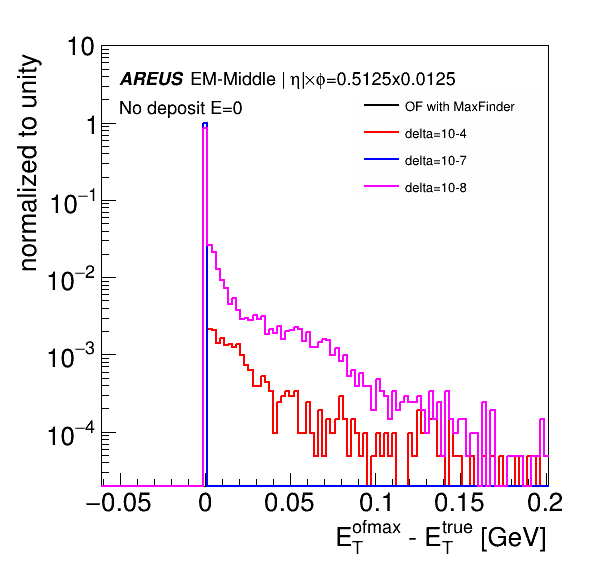 AREUS EM-Middle | η|×ϕ=0.5125x0.0125
No deposit E=0
OF with MaxFinder
delta=10-4
delta=10-7
delta=10-8
normalized to unity
10
1
10⁻¹
10⁻²
10⁻³
10⁻⁴
−0.05 0 0.05 0.1 0.15 0.2
E_T^ofmax - E_T^true [GeV]